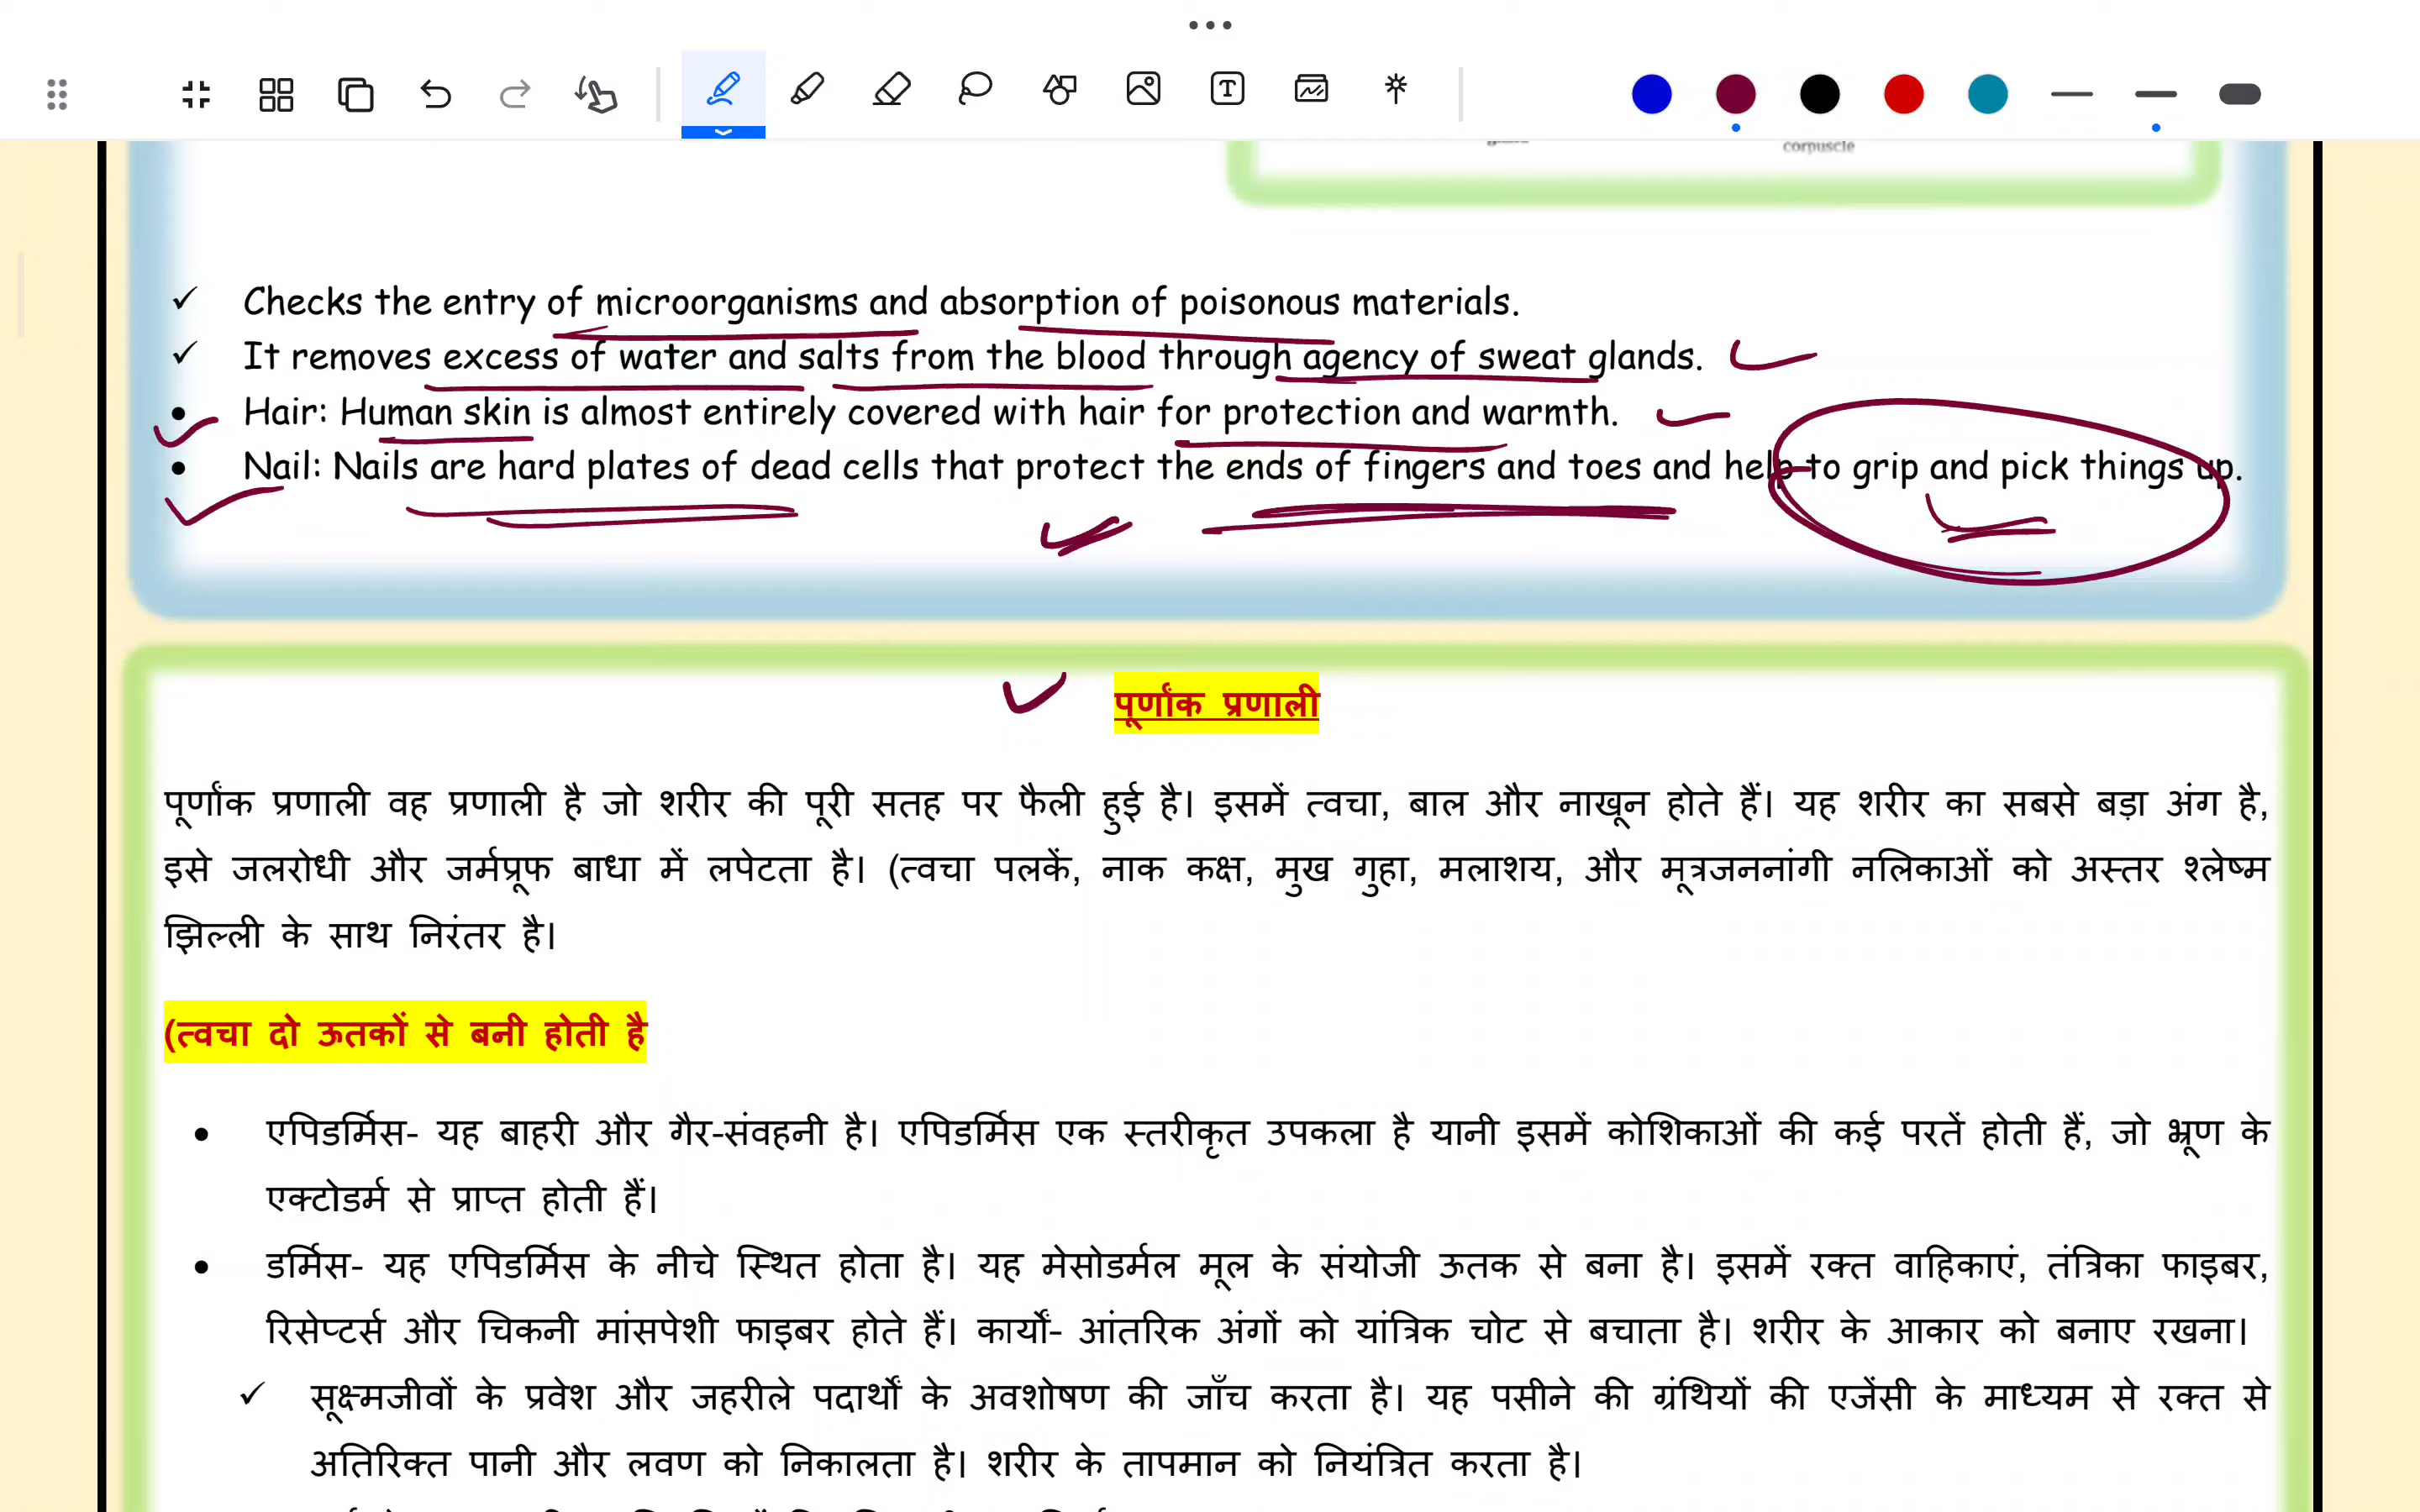 corpuscle
✓ Checks the entry of microorganisms and absorption of poisonous materials.
✓ It removes excess of water and salts from the blood through agency of sweat glands.
• Hair: Human skin is almost entirely covered with hair for protection and warmth.
• Nail: Nails are hard plates of dead cells that protect the ends of fingers and toes and help to grip and pick things up.
पूर्णांक प्रणाली
पूर्णांक प्रणाली वह प्रणाली है जो शरीर की पूरी सतह पर फैली हुई है। इसमें त्वचा, बाल और नाखून होते हैं। यह शरीर का सबसे बड़ा अंग है,
इसे जलरोधी और जर्मप्रूफ बाधा में लपेटता है। (त्वचा पलकें, नाक कक्ष, मुख गुहा, मलाशय, और मूत्रजननांगी नलिकाओं को अस्तर श्लेष्म
झिल्ली के साथ निरंतर है।
(त्वचा दो ऊतकों से बनी होती है
• एपिडर्मिस- यह बाहरी और गैर-संवहनी है। एपिडर्मिस एक स्तरीकृत उपकला है यानी इसमें कोशिकाओं की कई परतें होती हैं, जो भ्रूण के
एक्टोडर्म से प्राप्त होती हैं।
• डर्मिस- यह एपिडर्मिस के नीचे स्थित होता है। यह मेसोडर्मल मूल के संयोजी ऊतक से बना है। इसमें रक्त वाहिकाएं, तंत्रिका फाइबर,
रिसेप्टर्स और चिकनी मांसपेशी फाइबर होते हैं। कार्यों- आंतरिक अंगों को यांत्रिक चोट से बचाता है। शरीर के आकार को बनाए रखना।
✓ सूक्ष्मजीवों के प्रवेश और जहरीले पदार्थों के अवशोषण की जाँच करता है। यह पसीने की ग्रंथियों की एजेंसी के माध्यम से रक्त से
अतिरिक्त पानी और लवण को निकालता है। शरीर के तापमान को नियंत्रित करता है।